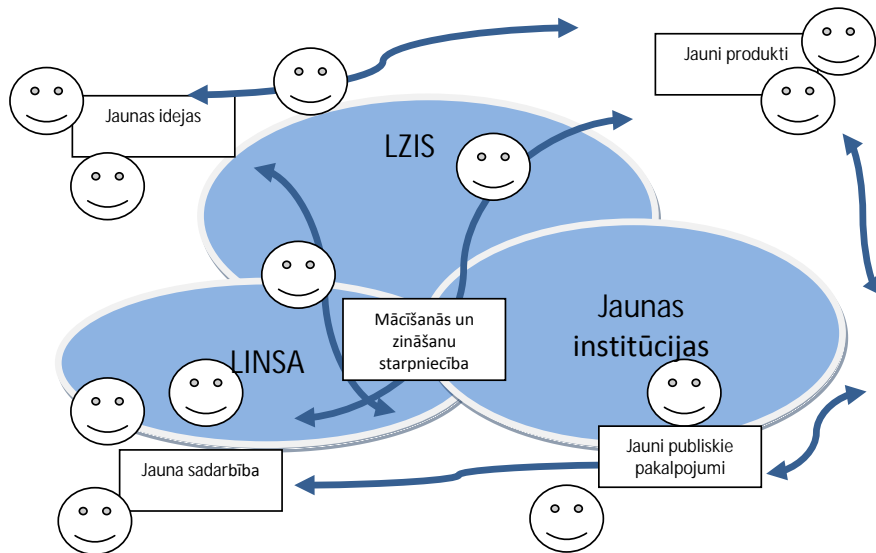 Jauni produkti
Jaunas idejas
LZIS
Jaunas
institūcijas
Mācīšanās un
zināšanu
starpniecība
LINSA
Jauni publiskie
pakalpojumi
Jauna sadarbība